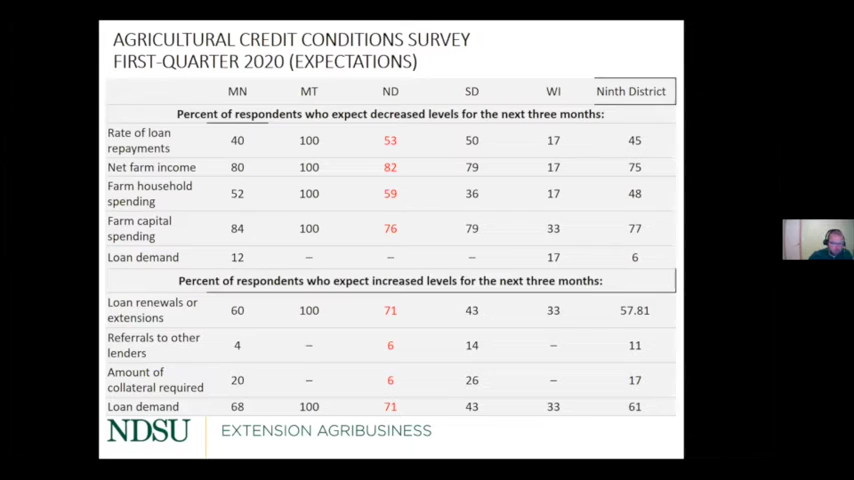 AGRICULTURAL CREDIT CONDITIONS SURVEY
FIRST-QUARTER 2020 (EXPECTATIONS)
MN MT ND SD WI Ninth District
Percent of respondents who expect decreased levels for the next three months:
Rate of loan
repayments 40 100 53 50 17 45
Net farm income 80 100 82 79 17 75
Farm household
spending 52 100 59 36 17 48
Farm capital
spending 84 100 76 79 33 77
Loan demand 12 – – – 17 6
Percent of respondents who expect increased levels for the next three months:
Loan renewals or
extensions 60 100 71 43 33 57.81
Referrals to other
lenders 4 – 6 14 – 11
Amount of
collateral required 20 – 6 26 – 17
Loan demand 68 100 71 43 33 61
NDSU EXTENSION AGRIBUSINESS